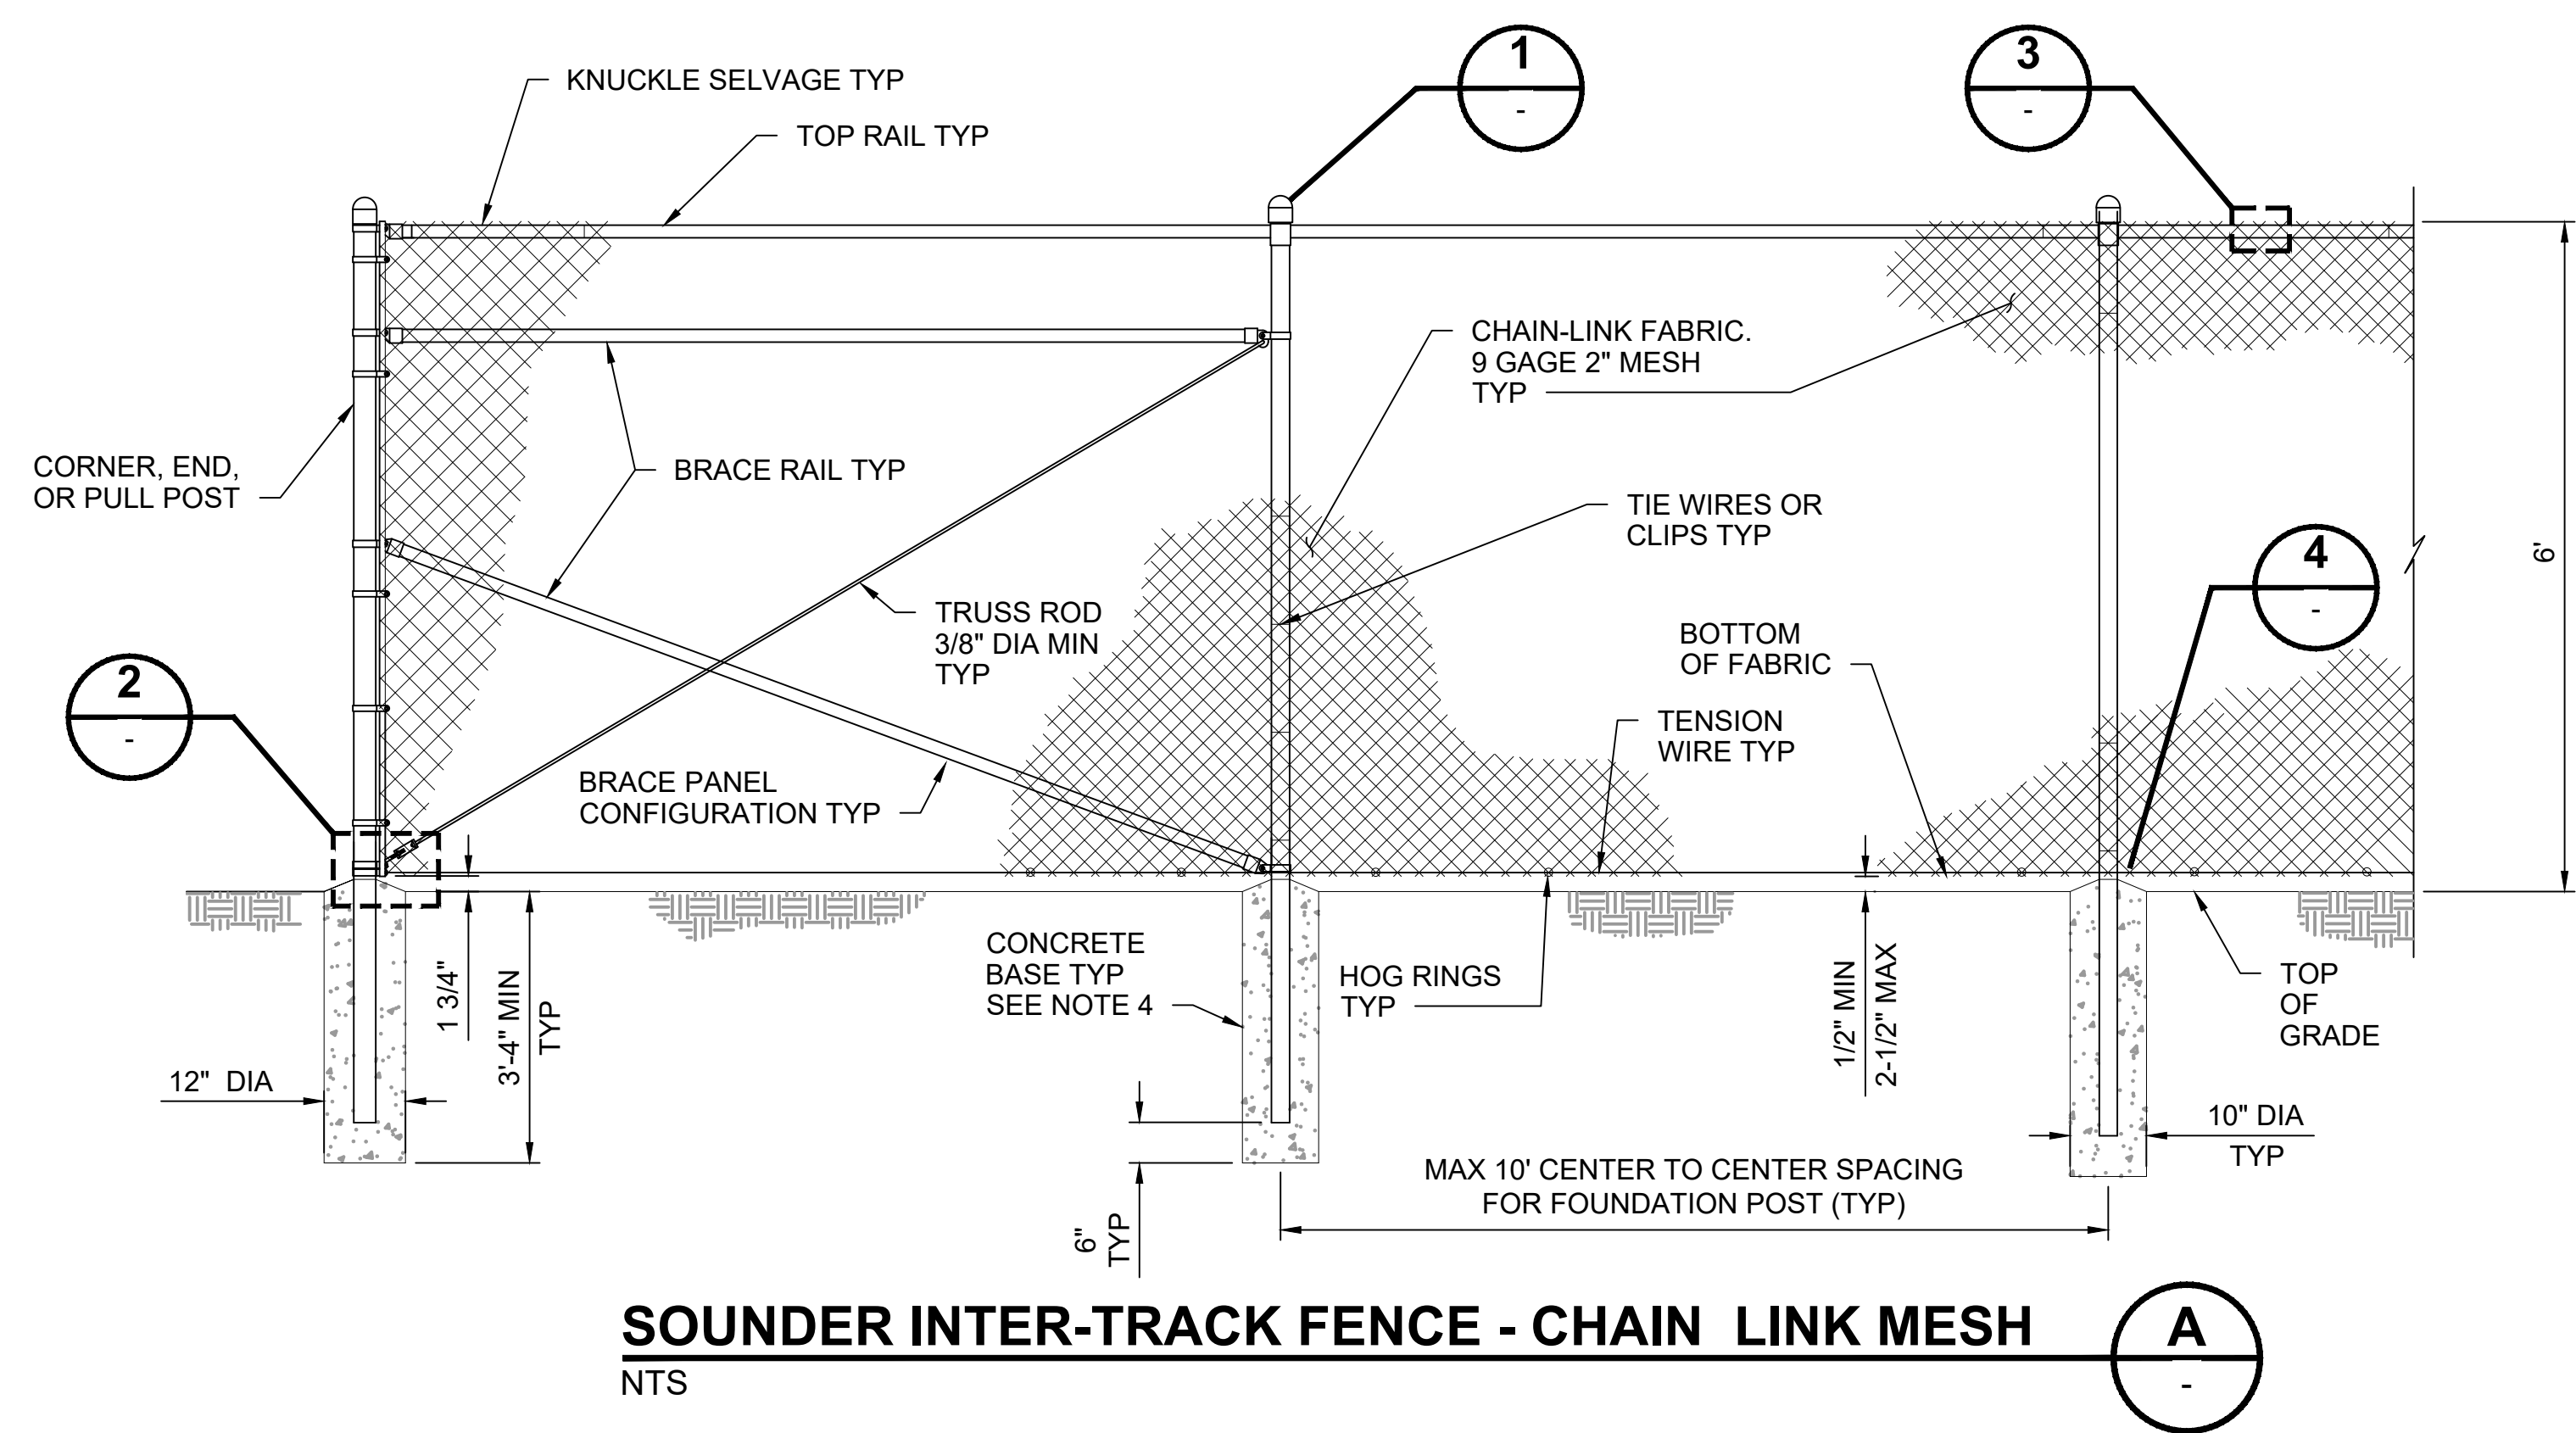 1
-
3
-
KNUCKLE SELVAGE TYP
TOP RAIL TYP
CHAIN-LINK FABRIC.
9 GAGE 2" MESH
TYP
CORNER, END,
OR PULL POST
BRACE RAIL TYP
TIE WIRES OR
CLIPS TYP
6'
4
-
TRUSS ROD
3/8" DIA MIN
TYP
BOTTOM
OF FABRIC
2
-
TENSION
WIRE TYP
BRACE PANEL
CONFIGURATION TYP
1 3/4"
3'-4" MIN
TYP
CONCRETE
BASE TYP
SEE NOTE 4
HOG RINGS
TYP
1/2" MIN
2-1/2" MAX
TOP
OF
GRADE
12" DIA
10" DIA
TYP
MAX 10' CENTER TO CENTER SPACING
FOR FOUNDATION POST (TYP)
6"
TYP
SOUNDER INTER-TRACK FENCE - CHAIN LINK MESH
NTS
A
-